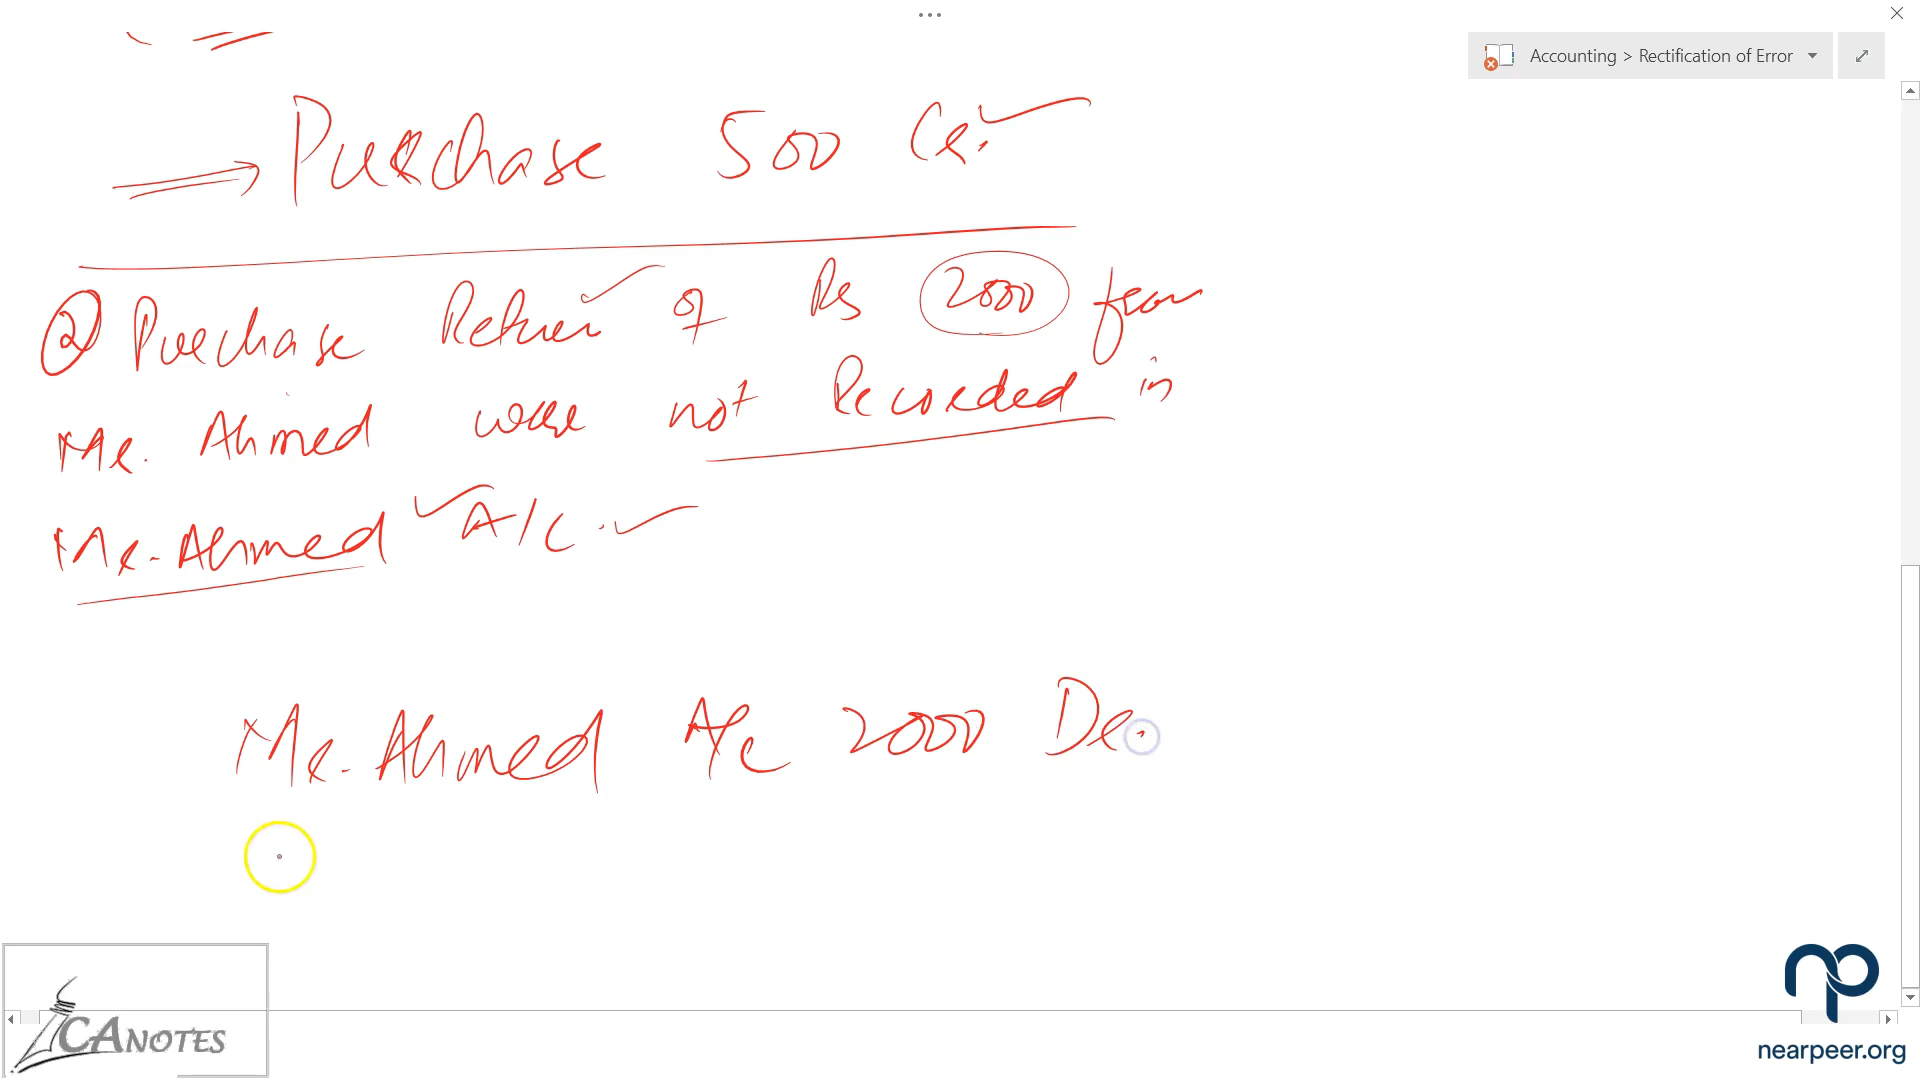 Accounting > Rectification of Error
Purchase 500 Cr.
② Purchase Return of Rs 2000 from
Mr. Ahmed were not Recorded in
Mr. Ahmed A/C.
Mr. Ahmed A/c 2000 Dr.
CANOTES
np
nearpeer.org